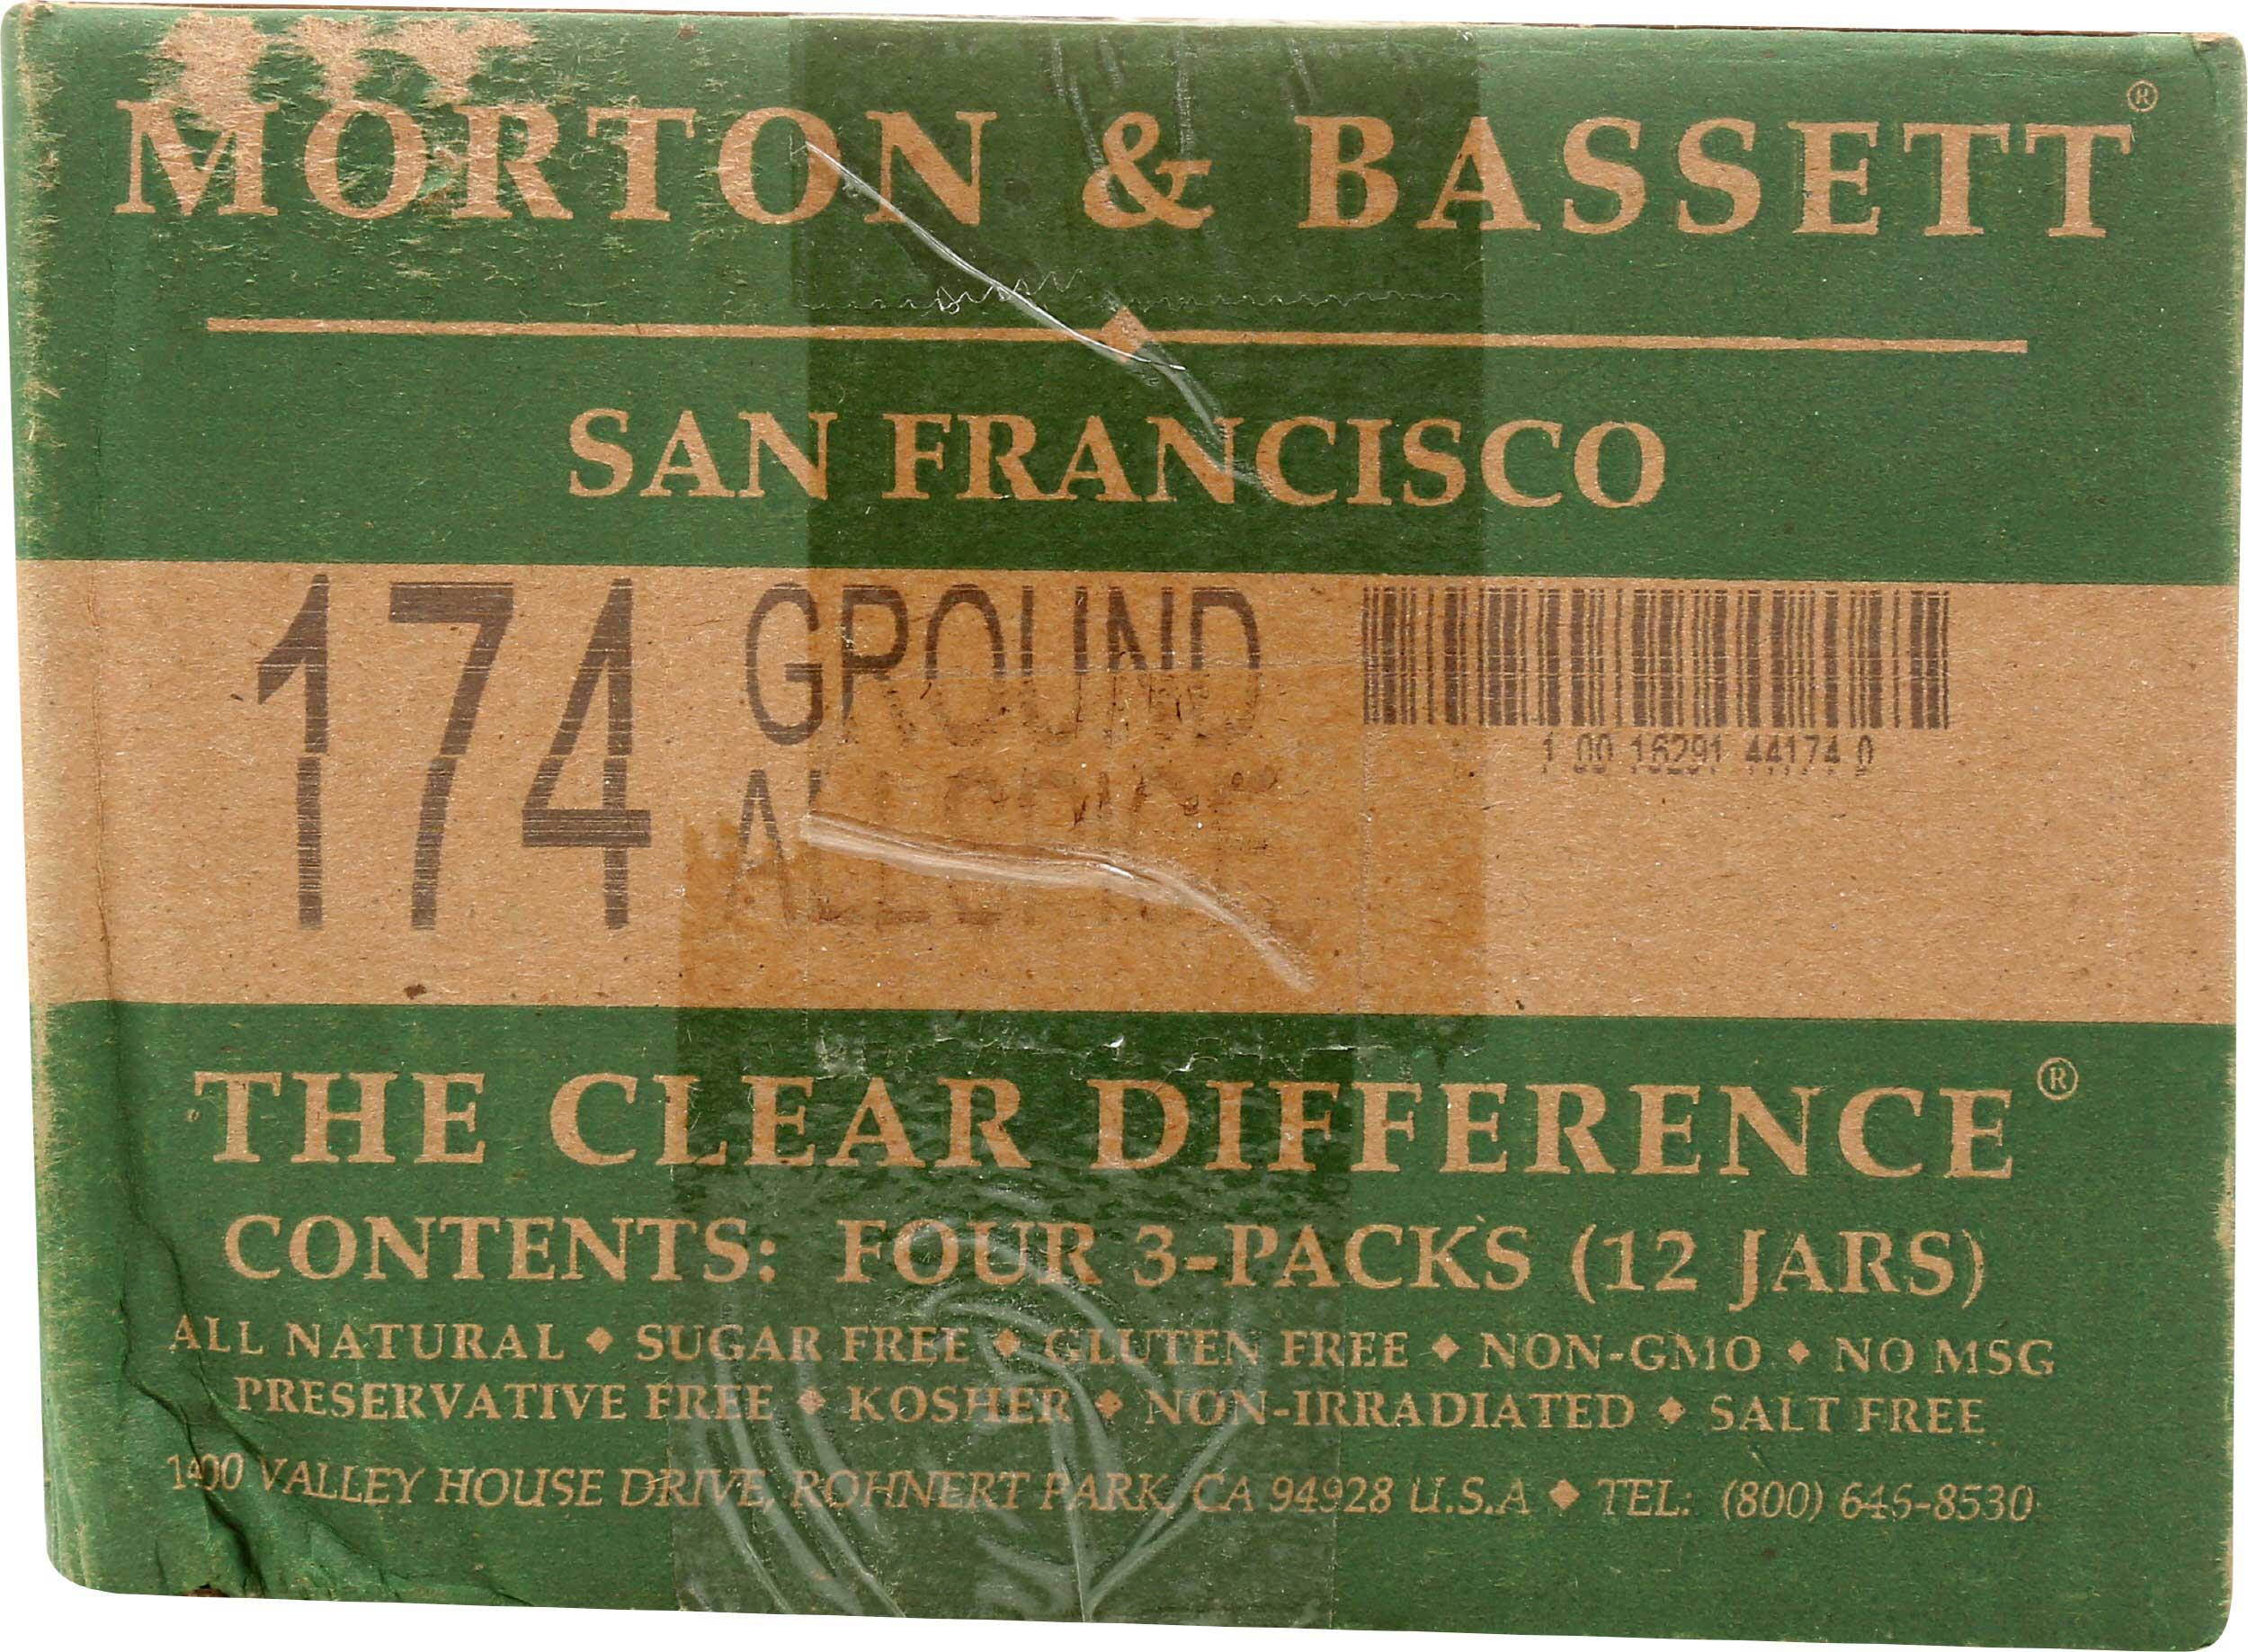 MORTON & BASSETT®
SAN FRANCISCO
174 GROUND
ALLSPICE
1 00 16291 44174 0
THE CLEAR DIFFERENCE®
CONTENTS: FOUR 3-PACKS (12 JARS)
ALL NATURAL ◆ SUGAR FREE ◆ GLUTEN FREE ◆ NON-GMO ◆ NO MSG
PRESERVATIVE FREE ◆ KOSHER ◆ NON-IRRADIATED ◆ SALT FREE
1400 VALLEY HOUSE DRIVE, ROHNERT PARK, CA 94928 U.S.A ◆ TEL: (800) 646-8530